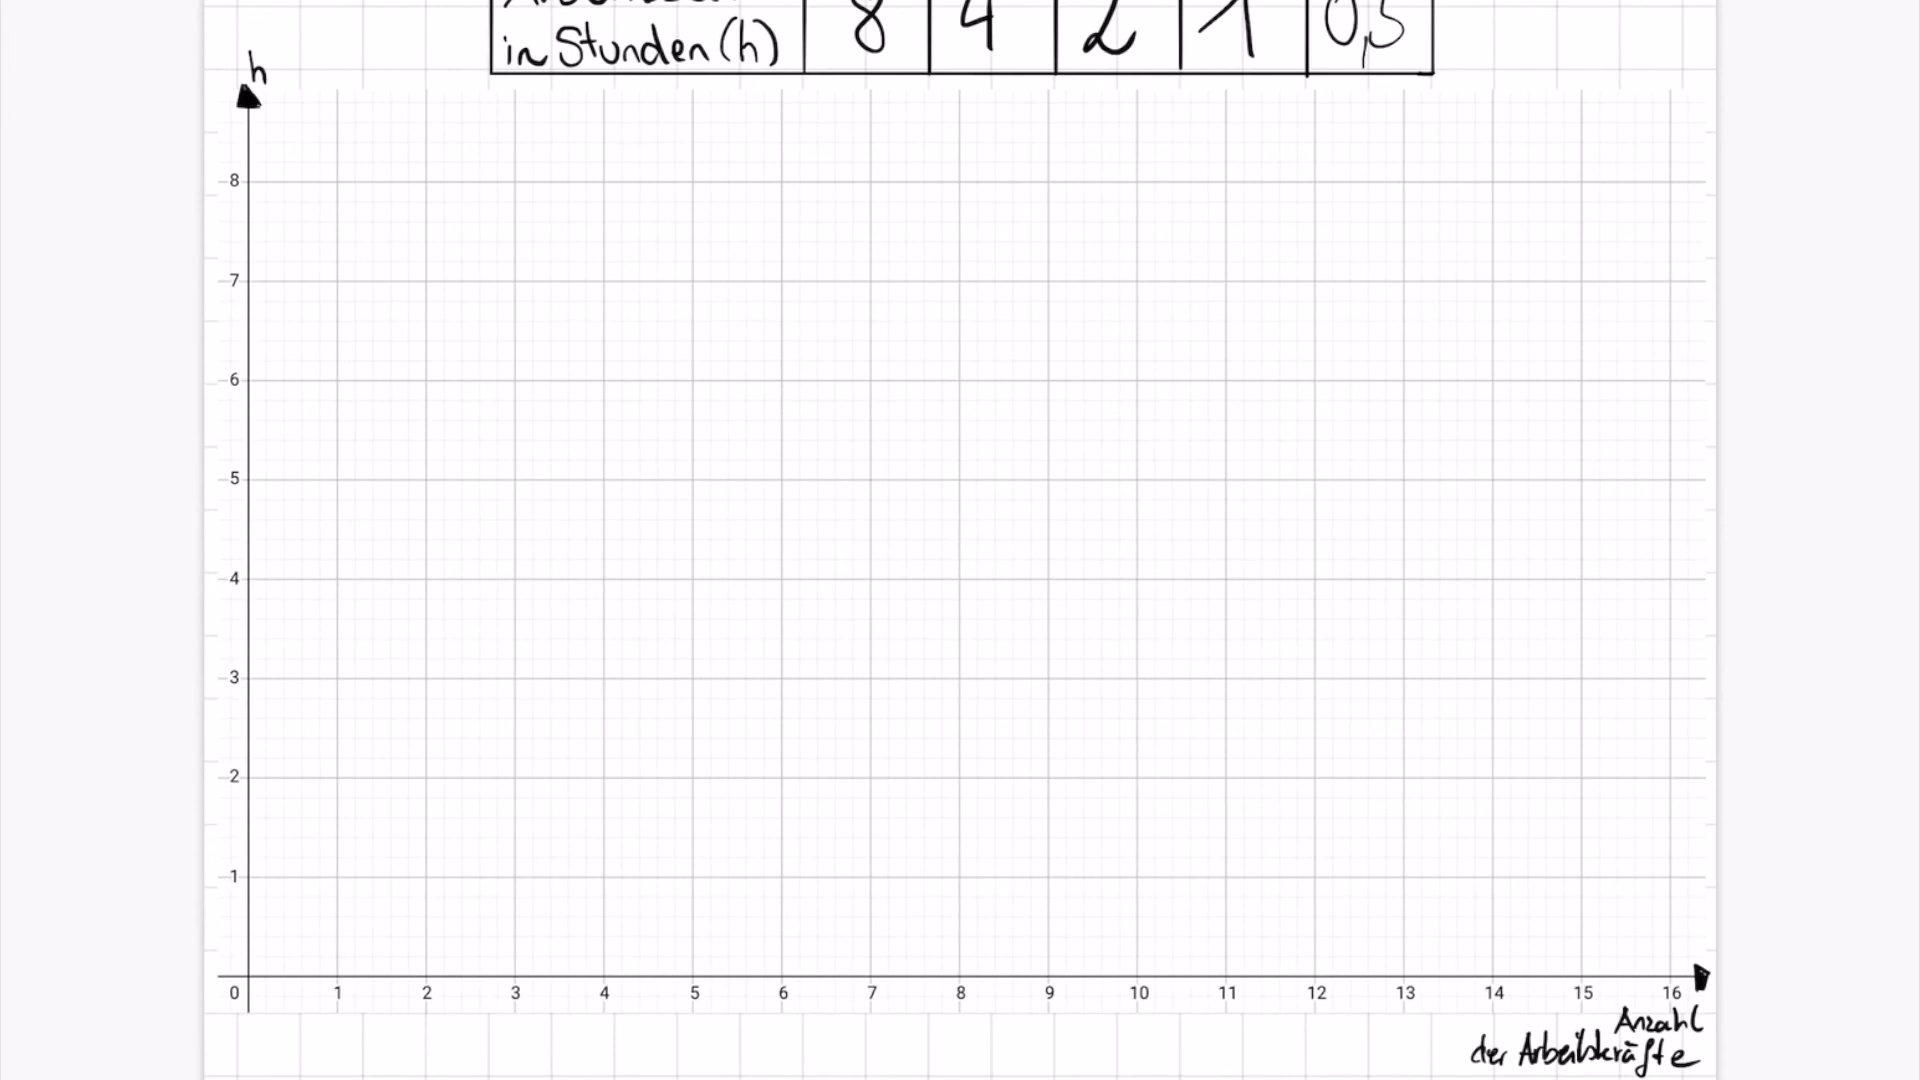 in Stunden (h) 8 4 2 1 0,5
h
8
7
6
5
4
3
2
1
0 1 2 3 4 5 6 7 8 9 10 11 12 13 14 15 16
Anzahl
der Arbeitskräfte